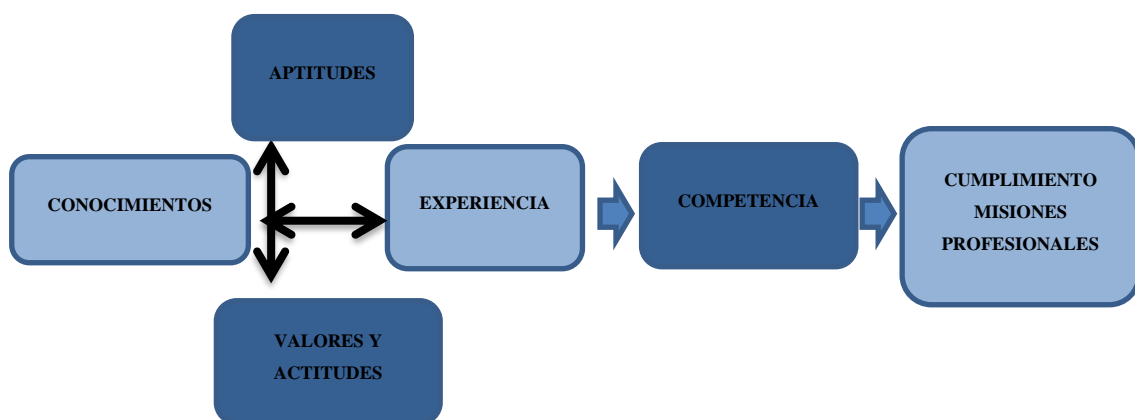 APTITUDES
CONOCIMIENTOS
EXPERIENCIA
COMPETENCIA
CUMPLIMIENTO
MISIONES
PROFESIONALES
VALORES Y
ACTITUDES